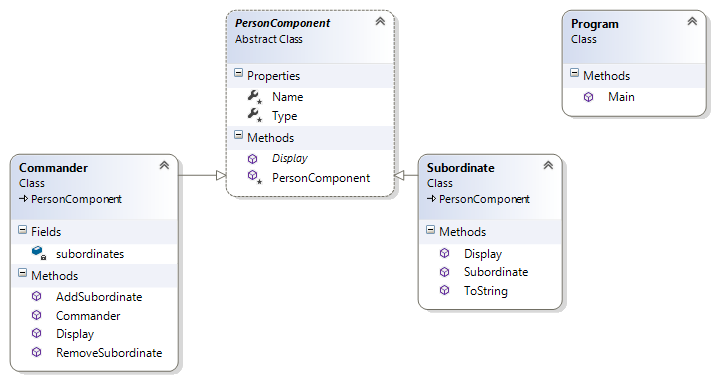 PersonComponent
Abstract Class
Properties
Name
Type
Methods
Display
PersonComponent
Program
Class
Methods
Main
Commander
Class
PersonComponent
Fields
subordinates
Methods
AddSubordinate
Commander
Display
RemoveSubordinate
Subordinate
Class
PersonComponent
Methods
Display
Subordinate
ToString